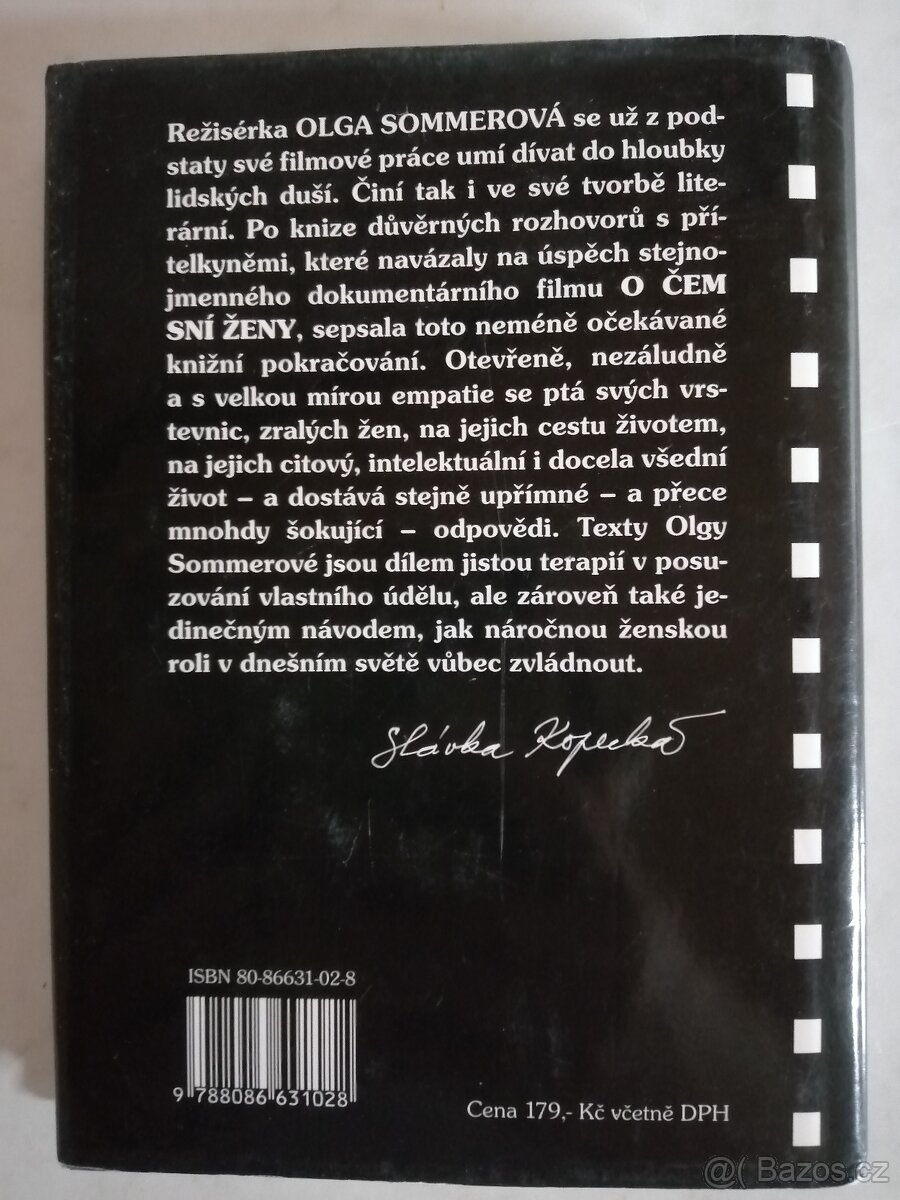 Režisérka OLGA SOMMEROVÁ se už z pod-
staty své filmové práce umí dívat do hloubky
lidských duší. Činí tak i ve své tvorbě lite-
rární. Po knize důvěrných rozhovorů s pří-
telkyněmi, které navázaly na úspěch stejno-
jmenného dokumentárního filmu O ČEM
SNÍ ŽENY, sepsala toto neméně očekávané
knižní pokračování. Otevřeně, nezáludně
a s velkou mírou empatie se ptá svých vrs-
tevnic, zralých žen, na jejich cestu životem,
na jejich citový, intelektuální i docela všední
život – a dostává stejně upřímné – a přece
mnohdy šokující – odpovědi. Texty Olgy
Sommerové jsou dílem jistou terapií v posu-
zování vlastního údělu, ale zároveň také je-
dinečným návodem, jak náročnou ženskou
roli v dnešním světě vůbec zvládnout.
Slávka Kopecká
ISBN 80-86631-02-8
9 788086 631028
Cena 179,- Kč včetně DPH
@( Bazos.cz